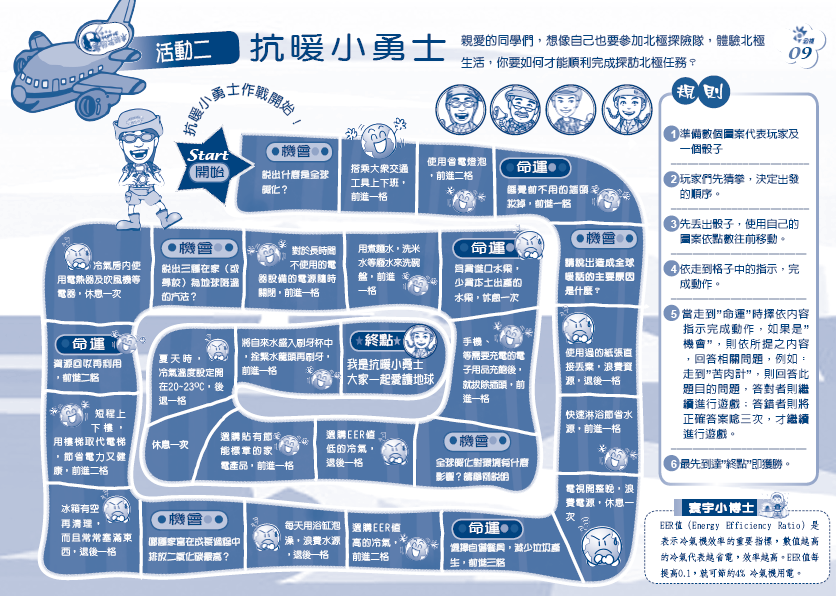 活動二
抗暖小勇士
親愛的同學們，想像自己也要參加北極探險隊，體驗北極
生活，你要如何才能順利完成探訪北極任務？
09
抗暖小勇士作戰開始！
Start
開始
機會
說出什麼是全球
暖化？
搭乘大眾交通
工具上下班，
前進一格
使用省電燈泡
，前進二格
命運
睡覺前不用的插頭
拔掉，前進一格
機會
請說出造成全球
暖話的主要原因
是什麼？
使用過的紙張直
接丟棄，浪費資
源，退後一格
快速淋浴節省水
源，前進一格
電視開整晚，浪
費電源，休息一
次
命運
選擇自備餐具，減少垃圾產
生，前進三格
選購EER值
高的冷氣，
前進二格
每天用浴缸泡
澡，浪費水源
，退後一格
機會
哪種家畜在成長過程中
排放二氧化碳最高？
冰箱有空
再清理，
而且常常塞滿東
西，退後一格
短程上
下樓，
用樓梯取代電梯
，節省電力又健
康，前進二格
命運
資源回收再利用
，前進二格
冷氣房內使
用電熱器及吹風機等
電器，休息一次
機會
說出三種在家（或
學校）為地球降溫
的方法？
對於長時間
不使用的電
器設備的電源隨時
關閉，前進一格
用煮麵水，洗米
水等廢水來洗碗
盤，前進
一格
命運
少買本土出產的
水果，休息一次
手機、
等需要充電的電
子用品充飽後，
就拔除插頭，前
進一格
機會
全球暖化對環境有什麼
影響？請舉例說明
選購EER值
低的冷氣，
退後一格
選購貼有節
能標章的家
電產品，前進一格
休息一次
夏天時，
冷氣溫度設定開
在20-23℃，後
退一格
將自來水盛入刷牙杯中
，拴緊水龍頭再刷牙，
前進一格
終點
我是抗暖小勇士
大家一起愛護地球
規則
1 準備數個圖案代表玩家及
一個骰子
2 玩家們先猜拳，決定出發
的順序。
3 先丟出骰子，使用自己的
圖案依點數往前移動。
4 依走到格子中的指示，完
成動作。
5 當走到”命運”時擇依內容
指示完成動作，如果是”
機會”，則依所提之內容
，回答相關問題，例如：
走到”苦肉計”，則回答此
題目的問題，答對者則繼
續進行遊戲；答錯者則將
正確答案唸三次，才繼續
進行遊戲。
6 最先到達”終點”即獲勝。
寰宇小博士
EER值 (Energy Efficiency Ratio) 是
表示冷氣機效率的重要指標，數值越高
的冷氣代表越省電，效率越高。EER值每
提高0.1，就可節約4% 冷氣機用電。